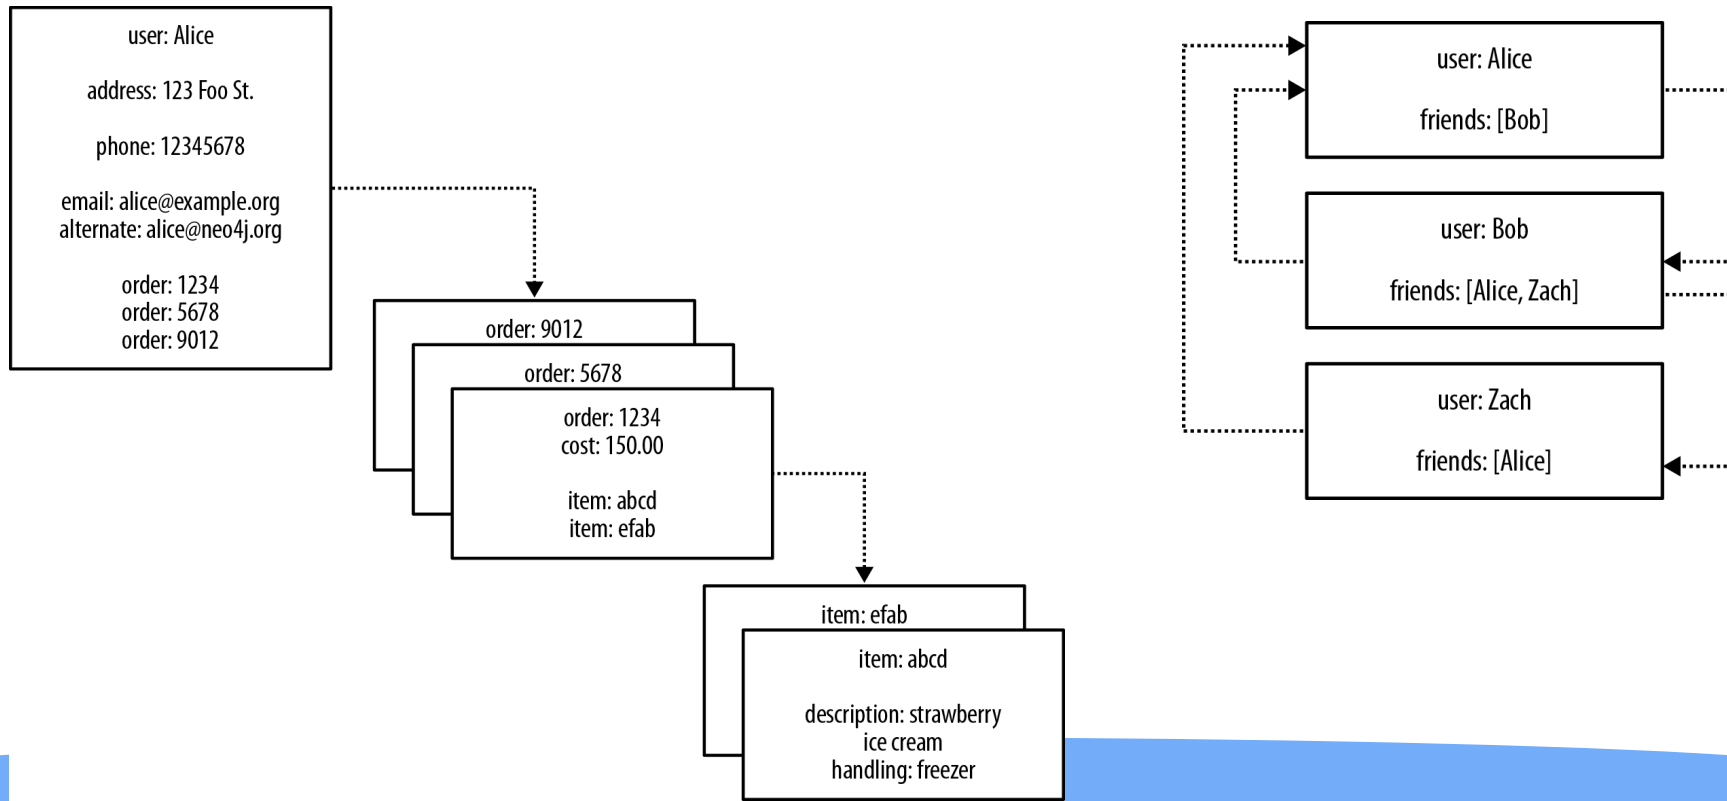 user: Alice
address: 123 Foo St.
phone: 12345678
email: alice@example.org
alternate: alice@neo4j.org
order: 1234
order: 5678
order: 9012
order: 9012
order: 5678
order: 1234
cost: 150.00
item: abcd
item: efab
item: efab
item: abcd
description: strawberry
ice cream
handling: freezer
user: Alice
friends: [Bob]
user: Bob
friends: [Alice, Zach]
user: Zach
friends: [Alice]